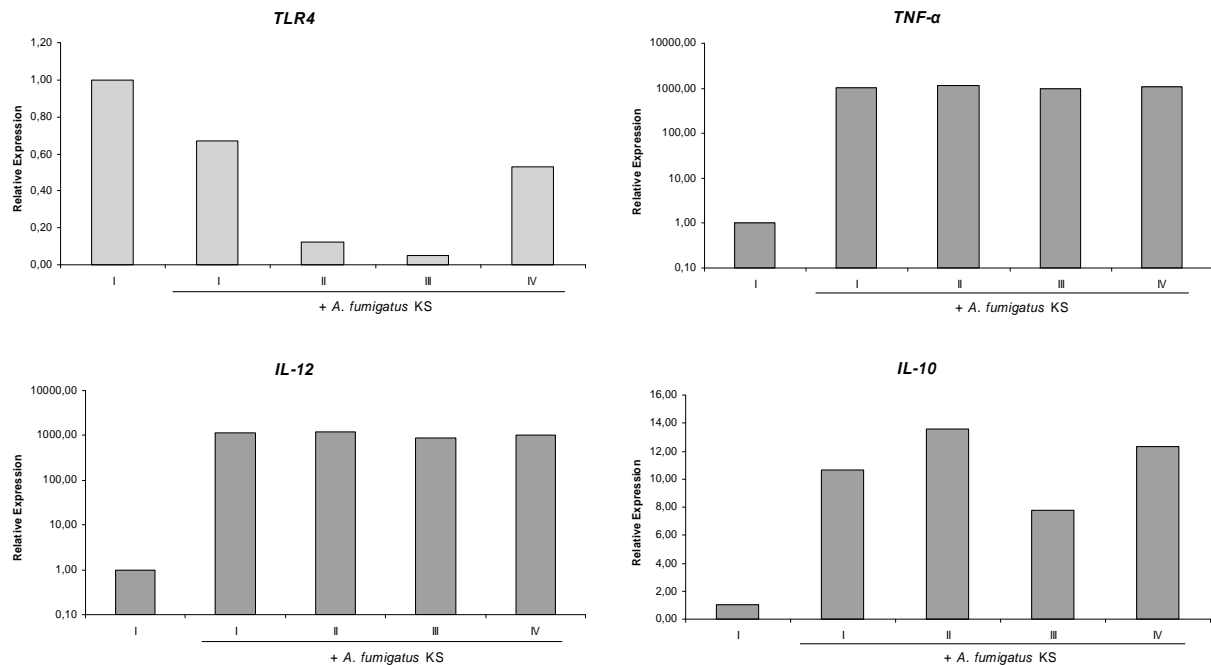 TLR4
1,20
1,00
0,80
0,60
0,40
0,20
0,00
Relative Expression
I I II III IV
+ A. fumigatus KS
TNF-α
10000,00
1000,00
100,00
10,00
1,00
0,10
Relative Expression
I I II III IV
+ A. fumigatus KS
IL-12
10000,00
1000,00
100,00
10,00
1,00
0,10
Relative Expression
I I II III IV
+ A. fumigatus KS
IL-10
16,00
14,00
12,00
10,00
8,00
6,00
4,00
2,00
0,00
Relative Expression
I I II III IV
+ A. fumigatus KS